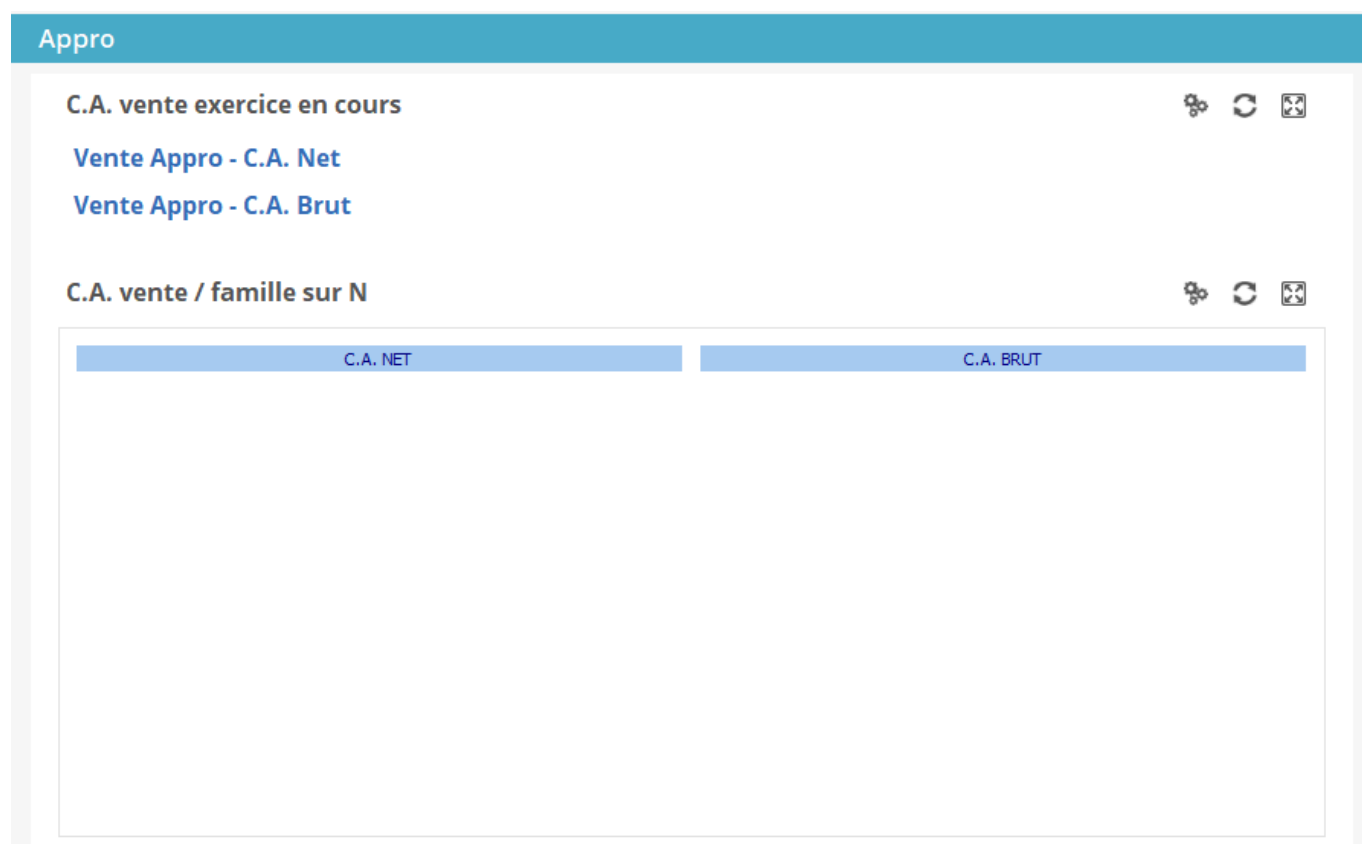 Appro
C.A. vente exercice en cours
Vente Appro - C.A. Net
Vente Appro - C.A. Brut
C.A. vente / famille sur N
C.A. NET
C.A. BRUT